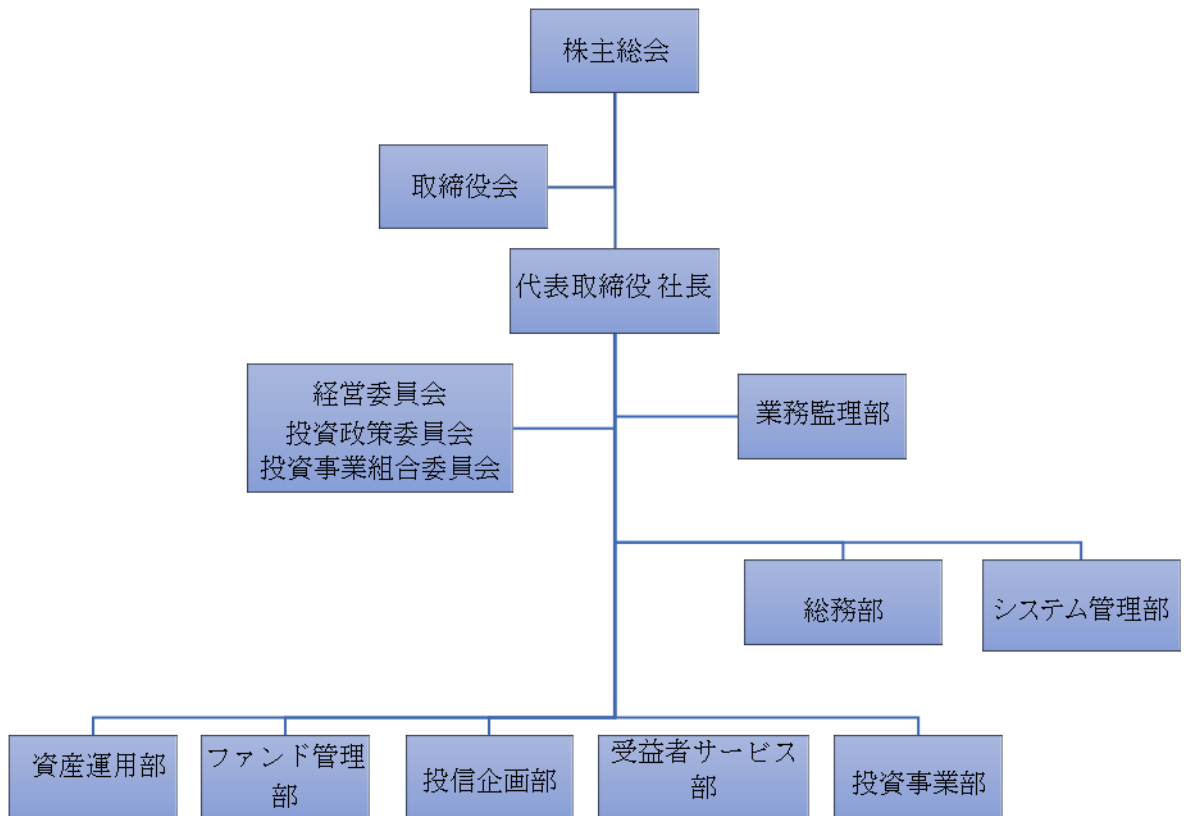 株主総会
取締役会
代表取締役 社長
経営委員会
投資政策委員会
投資事業組合委員会
業務監理部
総務部
システム管理部
資産運用部
ファンド管理
部
投信企画部
受益者サービス
部
投資事業部